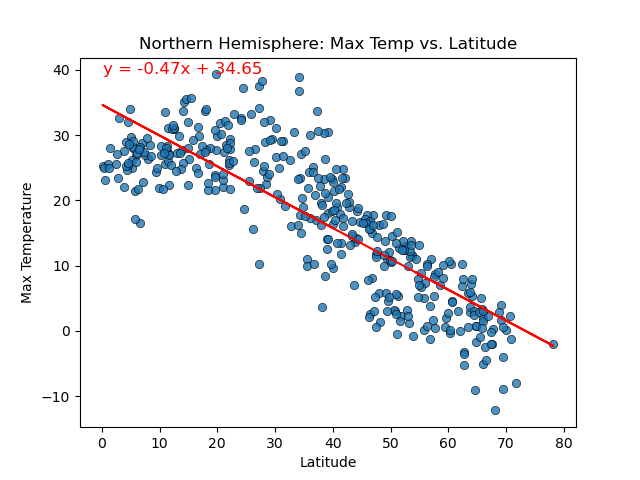 Northern Hemisphere: Max Temp vs. Latitude
y = -0.47x + 34.65
40
30
20
10
0
−10
Max Temperature
0 10 20 30 40 50 60 70 80
Latitude